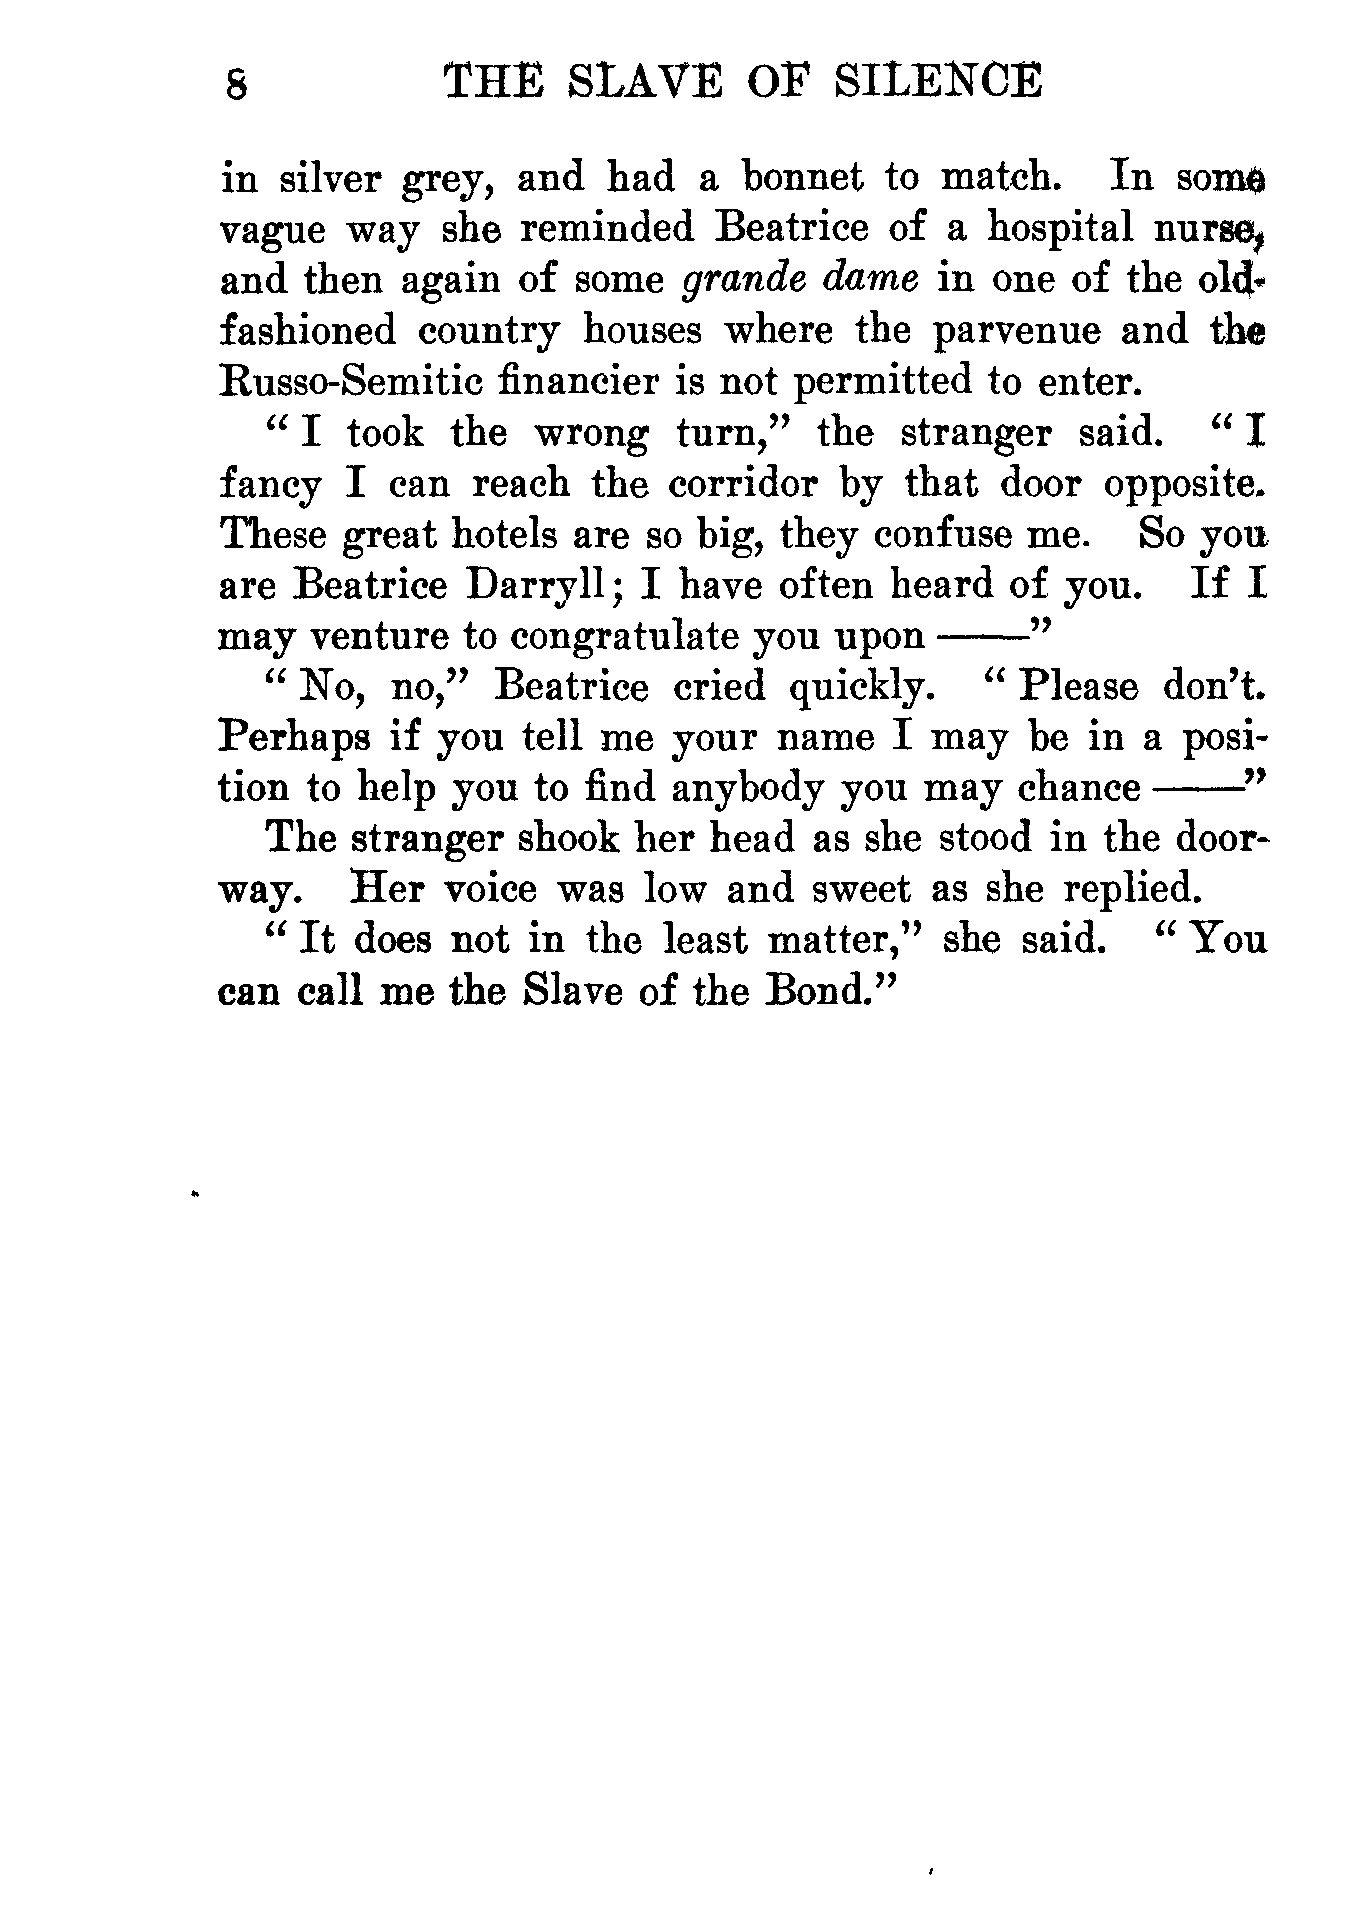 8 THE SLAVE OF SILENCE
in silver grey, and had a bonnet to match. In some
vague way she reminded Beatrice of a hospital nurse,
and then again of some grande dame in one of the old-
fashioned country houses where the parvenue and the
Russo-Semitic financier is not permitted to enter.
“I took the wrong turn,” the stranger said. “I
fancy I can reach the corridor by that door opposite.
These great hotels are so big, they confuse me. So you
are Beatrice Darryll; I have often heard of you. If I
may venture to congratulate you upon ——”
“No, no,” Beatrice cried quickly. “Please don’t.
Perhaps if you tell me your name I may be in a posi-
tion to help you to find anybody you may chance ——”
The stranger shook her head as she stood in the door-
way. Her voice was low and sweet as she replied.
“It does not in the least matter,” she said. “You
can call me the Slave of the Bond.”